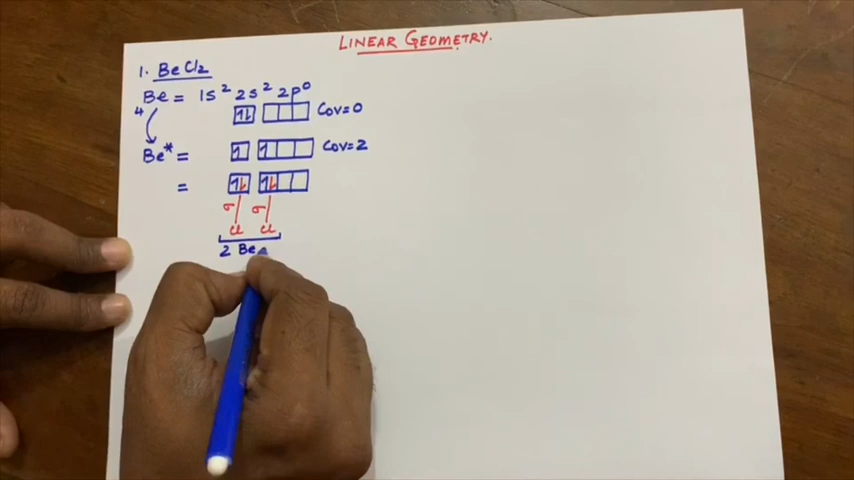 LINEAR GEOMETRY.
1. BeCl2
Be = 1s² 2s² 2p⁰
4 ↿⇂ Cov=0
Be* = ↿ ↿ Cov=2
= ↿⇂ ↿⇂
σ σ
Cl Cl
2 Be